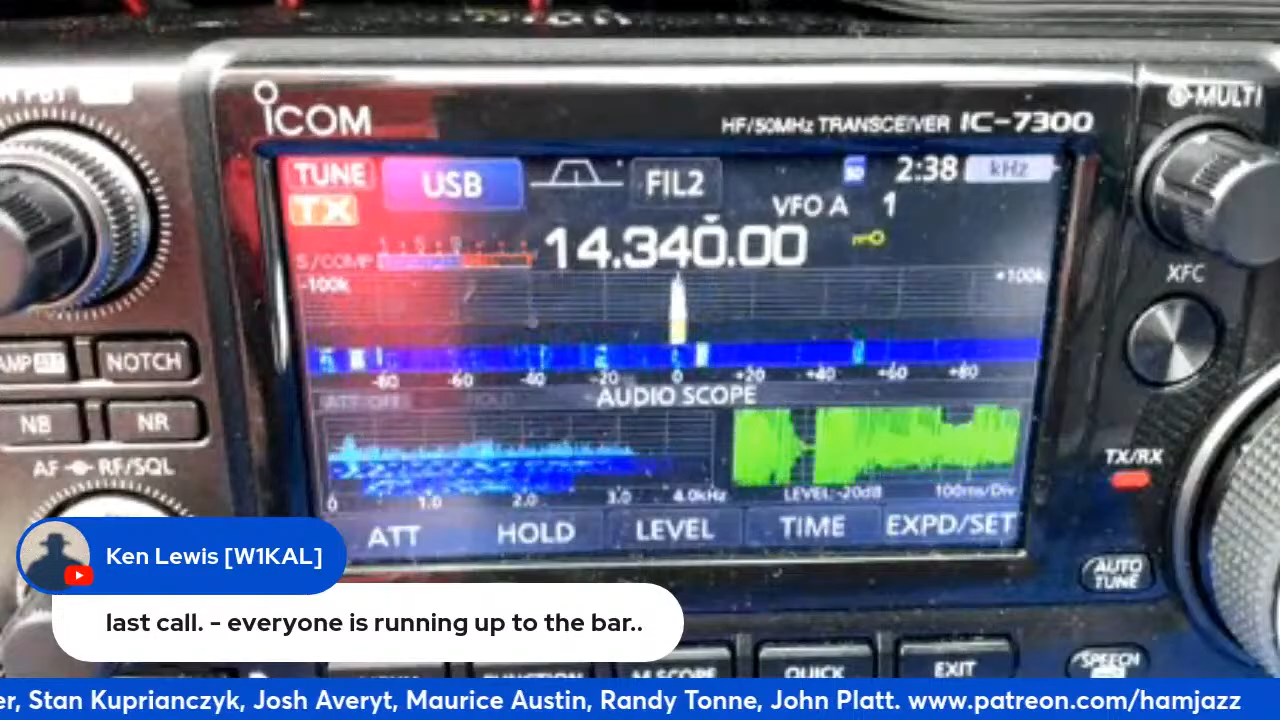 MULTI
ICOM
HF/50MHz TRANSCEIVER IC-7300
TUNE USB FIL2 2:38 kHz
TX VFO A 1
14.340.00
S/COMP
-100k +100k
XFC
NOTCH
-80 -60 -40 -20 0 +20 +40 +60 +80
AUDIO SCOPE
ATT OFF HOLD
NB NR
AF RF/SQL
TX/RX
0 1.0 2.0 3.0 4.0kHz LEVEL: -20dB 100ms/Div
ATT HOLD LEVEL TIME EXPD/SET
Ken Lewis [W1KAL]
AUTO
TUNE
last call. - everyone is running up to the bar..
QUICK EXIT SPEECH
er, Stan Kuprianczyk, Josh Averyt, Maurice Austin, Randy Tonne, John Platt. www.patreon.com/hamjazz